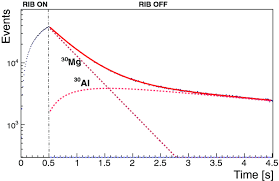 RIB ON RIB OFF
Events
10⁴
10³
³⁰Mg
³⁰Al
0 0.5 1 1.5 2 2.5 3 3.5 4 4.5
Time [s]